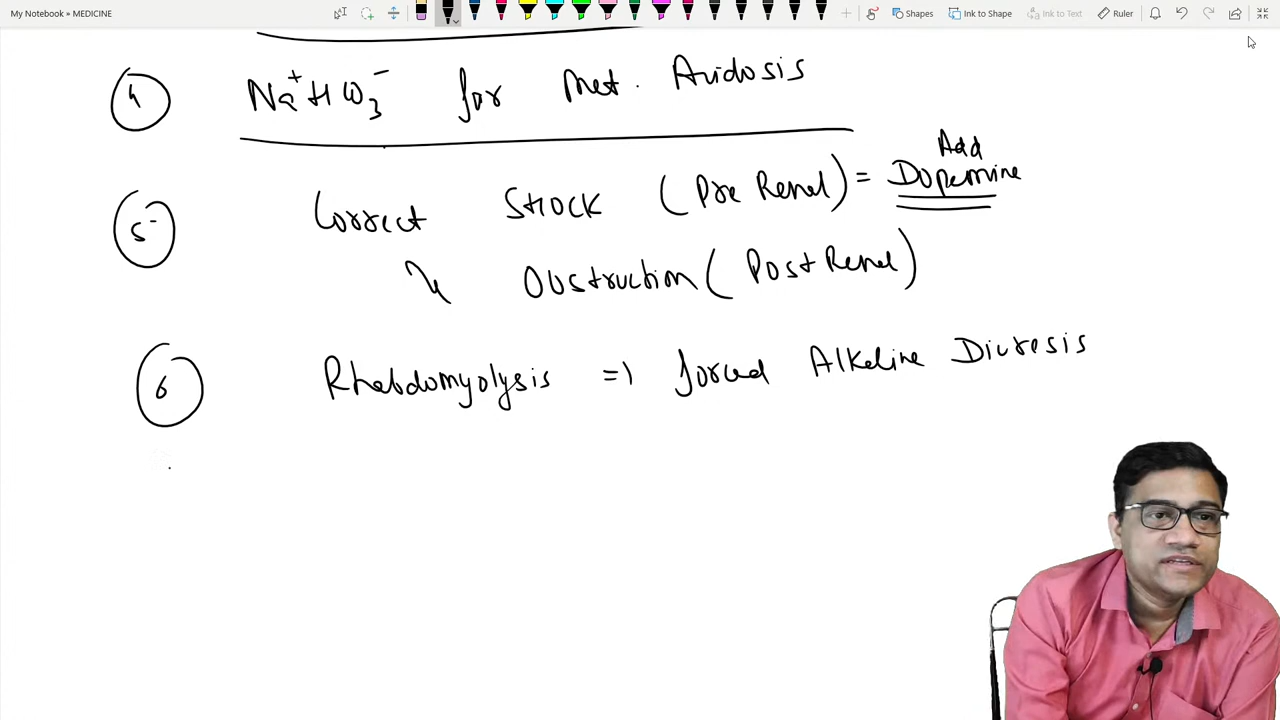 My Notebook » MEDICINE
Shapes
Ink to Shape
Ink to Text
Ruler
4 Na+HCO3- for Met. Acidosis
5 Correct SHOCK (Pre Renal) = Add Dopamine
Obstruction (Post Renal)
6 Rhabdomyolysis => forced Alkaline Diuresis